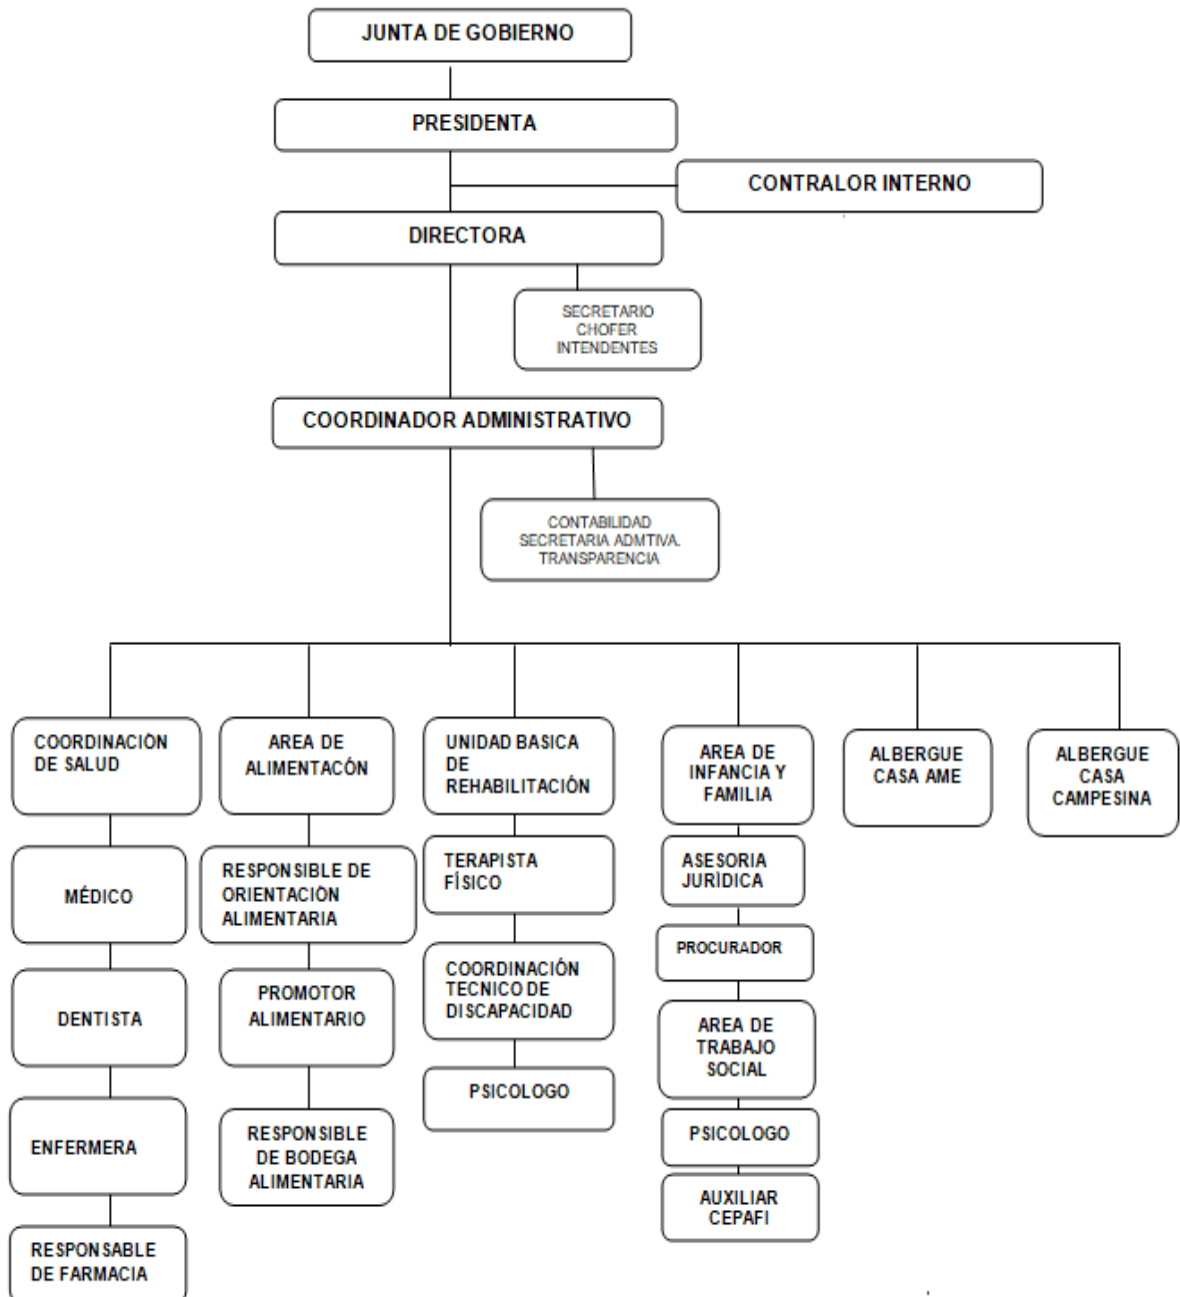 JUNTA DE GOBIERNO
PRESIDENTA
CONTRALOR INTERNO
DIRECTORA
SECRETARIO
CHOFER
INTENDENTES
COORDINADOR ADMINISTRATIVO
CONTABILIDAD
SECRETARIA ADMTIVA.
TRANSPARENCIA
COORDINACIÓN
DE SALUD
MÉDICO
DENTISTA
ENFERMERA
RESPONSABLE
DE FARMACIA
AREA DE
ALIMENTACÓN
RESPONSIBLE DE
ORIENTACIÓN
ALIMENTARIA
PROMOTOR
ALIMENTARIO
RESPONSIBLE
DE BODEGA
ALIMENTARIA
UNIDAD BASICA
DE
REHABILITACIÓN
TERAPISTA
FÍSICO
COORDINACIÓN
TECNICO DE
DISCAPACIDAD
PSICOLOGO
AREA DE
INFANCIA Y
FAMILIA
ASESORIA
JURÌDICA
PROCURADOR
AREA DE
TRABAJO
SOCIAL
PSICOLOGO
AUXILIAR
CEPAFI
ALBERGUE
CASA AME
ALBERGUE
CASA
CAMPESINA